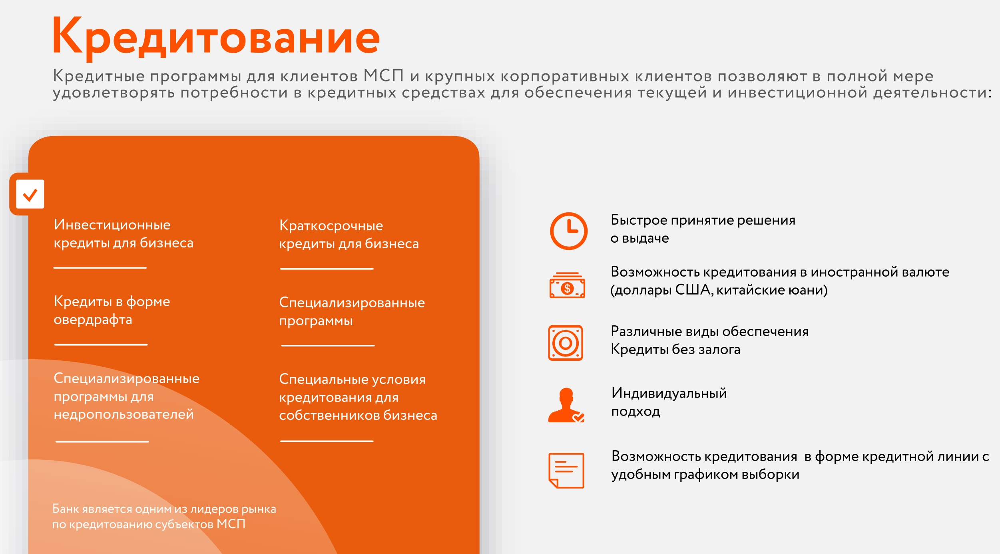 Кредитование
Кредитные программы для клиентов МСП и крупных корпоративных клиентов позволяют в полной мере
удовлетворять потребности в кредитных средствах для обеспечения текущей и инвестиционной деятельности:
Инвестиционные
кредиты для бизнеса
Краткосрочные
кредиты для бизнеса
Кредиты в форме
овердрафта
Специализированные
программы
Специализированные
программы для
недропользователей
Специальные условия
кредитования для
собственников бизнеса
Банк является одним из лидеров рынка
по кредитованию субъектов МСП
Быстрое принятие решения
о выдаче
Возможность кредитования в иностранной валюте
(доллары США, китайские юани)
Различные виды обеспечения
Кредиты без залога
Индивидуальный
подход
Возможность кредитования  в форме кредитной линии с
удобным графиком выборки